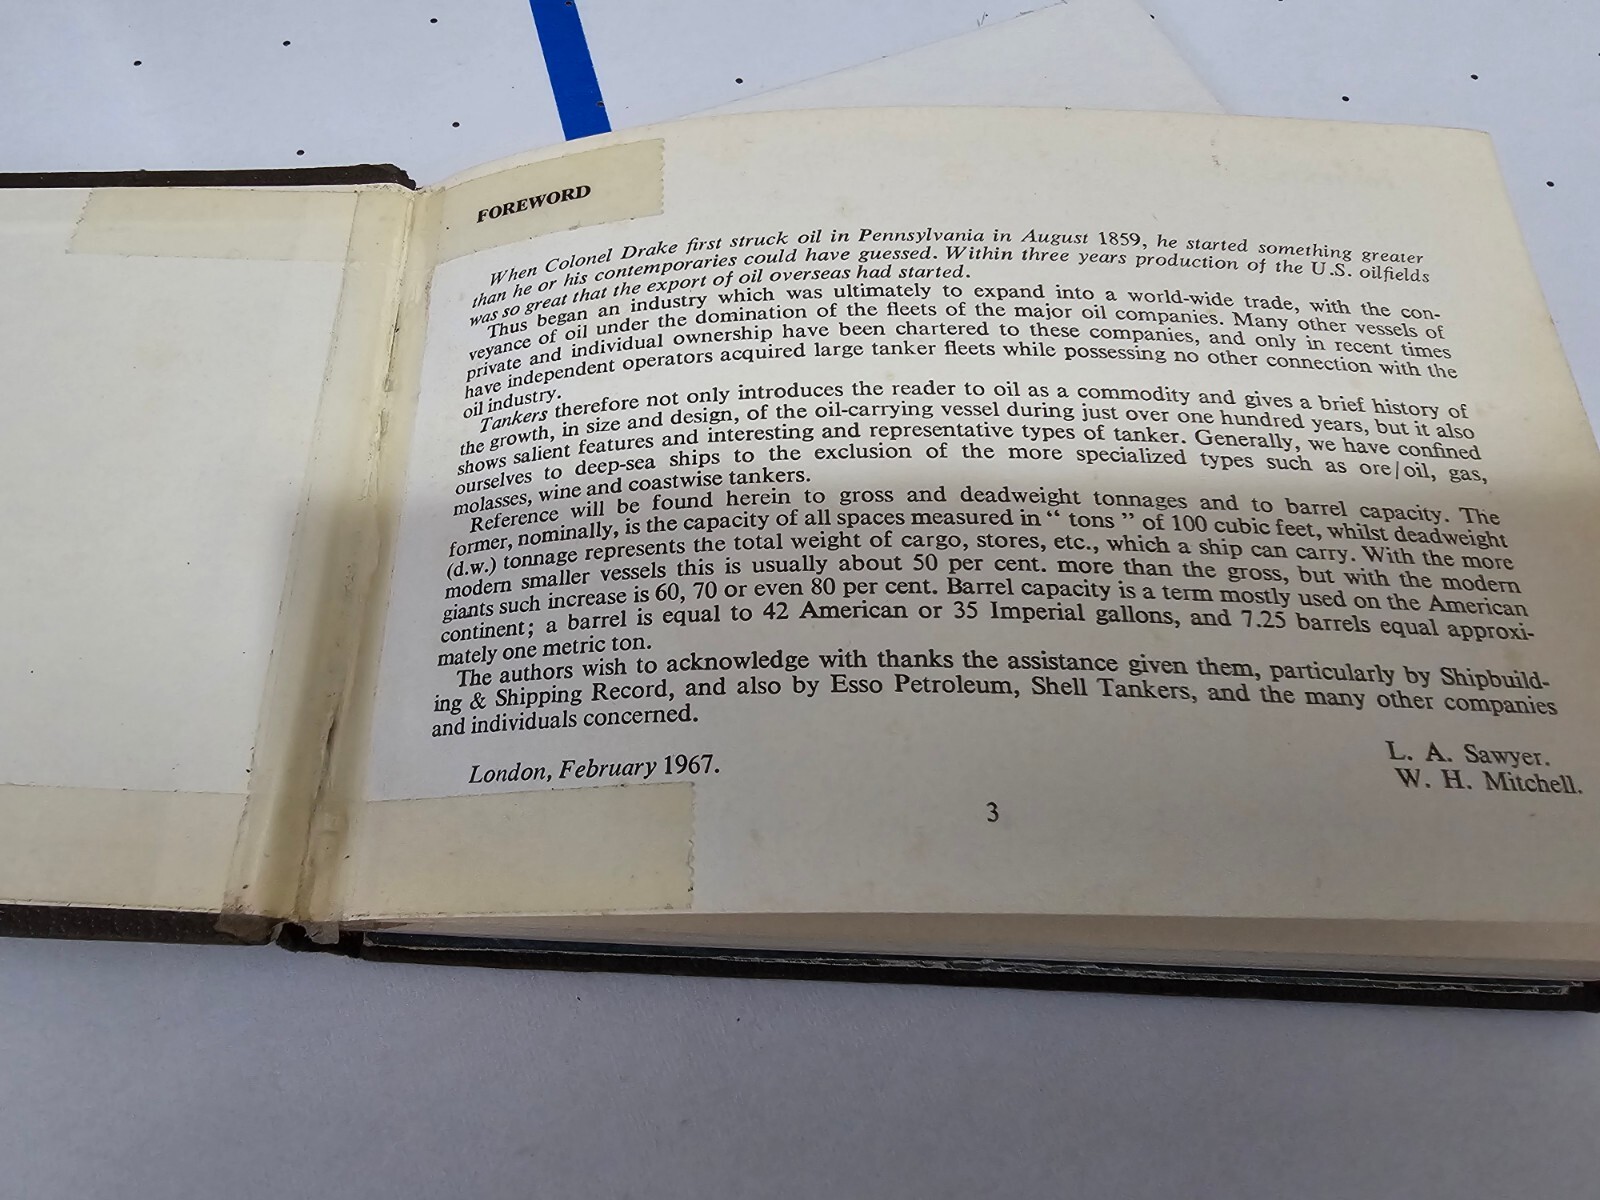 FOREWORD
When Colonel Drake first struck oil in Pennsylvania in August 1859, he started something greater
than he or his contemporaries could have guessed. Within three years production of the U.S. oilfields
was so great that the export of oil overseas had started.
Thus began an industry which was ultimately to expand into a world-wide trade, with the con-
veyance of oil under the domination of the fleets of the major oil companies. Many other vessels of
private and individual ownership have been chartered to these companies, and only in recent times
have independent operators acquired large tanker fleets while possessing no other connection with the
oil industry.
Tankers therefore not only introduces the reader to oil as a commodity and gives a brief history of
the growth, in size and design, of the oil-carrying vessel during just over one hundred years, but it also
shows salient features and interesting and representative types of tanker. Generally, we have confined
ourselves to deep-sea ships to the exclusion of the more specialized types such as ore/oil, gas,
molasses, wine and coastwise tankers.
Reference will be found herein to gross and deadweight tonnages and to barrel capacity. The
former, nominally, is the capacity of all spaces measured in “ tons ” of 100 cubic feet, whilst deadweight
(d.w.) tonnage represents the total weight of cargo, stores, etc., which a ship can carry. With the more
modern smaller vessels this is usually about 50 per cent. more than the gross, but with the modern
giants such increase is 60, 70 or even 80 per cent. Barrel capacity is a term mostly used on the American
continent; a barrel is equal to 42 American or 35 Imperial gallons, and 7.25 barrels equal approxi-
mately one metric ton.
The authors wish to acknowledge with thanks the assistance given them, particularly by Shipbuild-
ing & Shipping Record, and also by Esso Petroleum, Shell Tankers, and the many other companies
and individuals concerned.
L. A. Sawyer.
W. H. Mitchell.
London, February 1967.
3